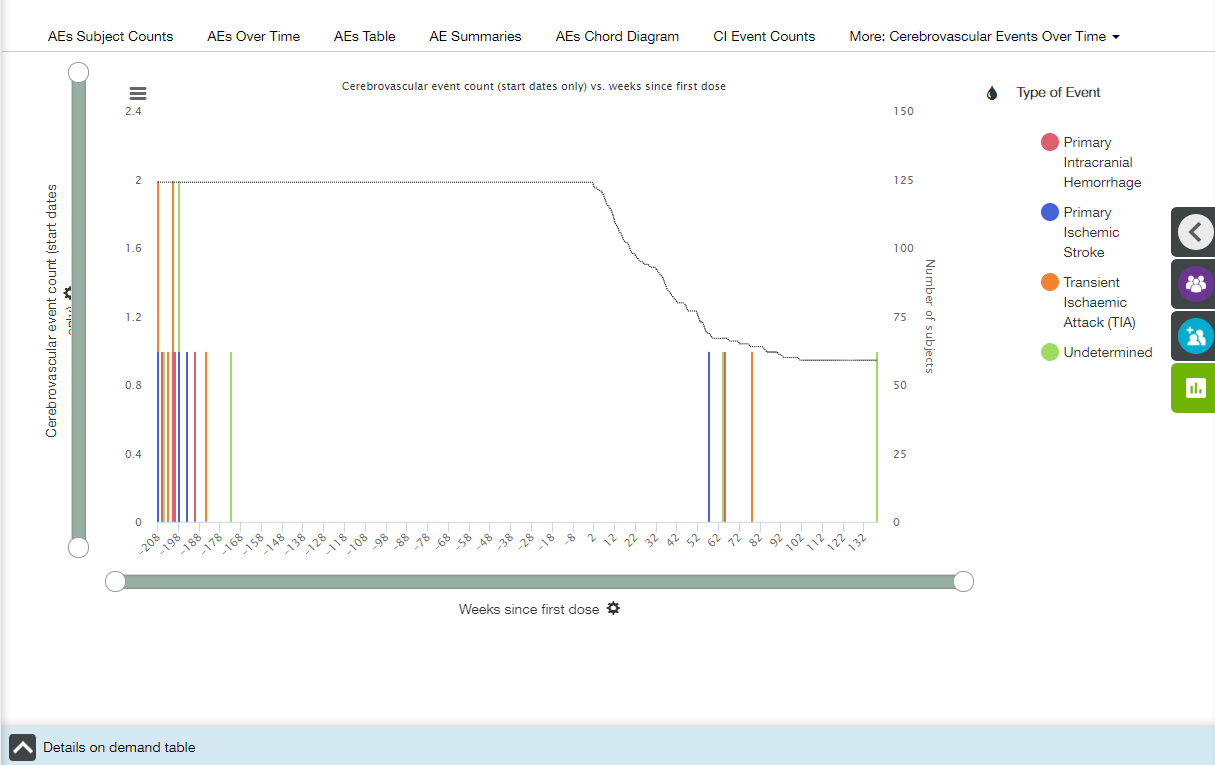 AEs Subject Counts AEs Over Time AEs Table AE Summaries AEs Chord Diagram CI Event Counts More: Cerebrovascular Events Over Time
Cerebrovascular event count (start dates only) vs. weeks since first dose
Type of Event
Primary
Intracranial
Hemorrhage
Primary
Ischemic
Stroke
Transient
Ischaemic
Attack (TIA)
Undetermined
Cerebrovascular event count (start dates
only)
2.4
2
1.6
1.2
0.8
0.4
0
150
125
100
75
50
25
0
Number of subjects
-208 -198 -188 -178 -168 -158 -148 -138 -128 -118 -108 -98 -88 -78 -68 -58 -48 -38 -28 -18 -8 2 12 22 32 42 52 62 72 82 92 102 112 122 132
Weeks since first dose
Details on demand table